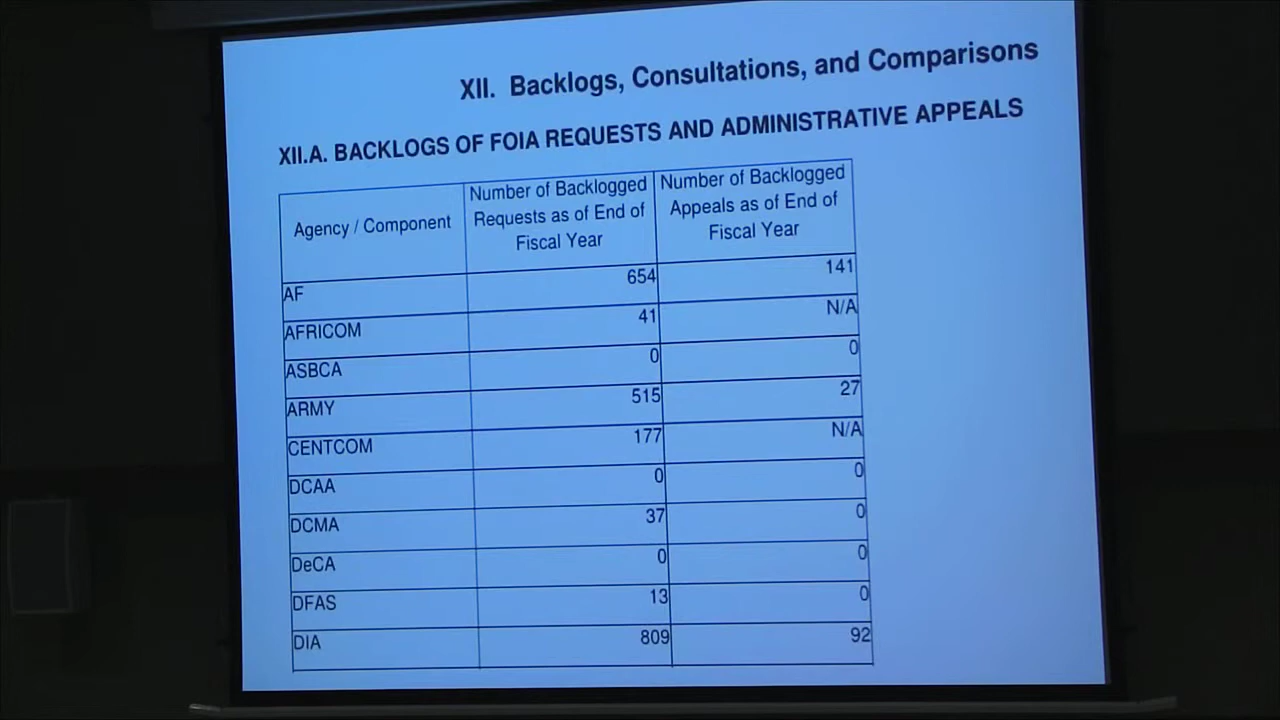 XII. Backlogs, Consultations, and Comparisons
XII.A. BACKLOGS OF FOIA REQUESTS AND ADMINISTRATIVE APPEALS
Agency / Component
Number of Backlogged
Requests as of End of
Fiscal Year
Number of Backlogged
Appeals as of End of
Fiscal Year
AF 654 141
AFRICOM 41 N/A
ASBCA 0 0
ARMY 515 27
CENTCOM 177 N/A
DCAA 0 0
DCMA 37 0
DeCA 0 0
DFAS 13 0
DIA 809 92